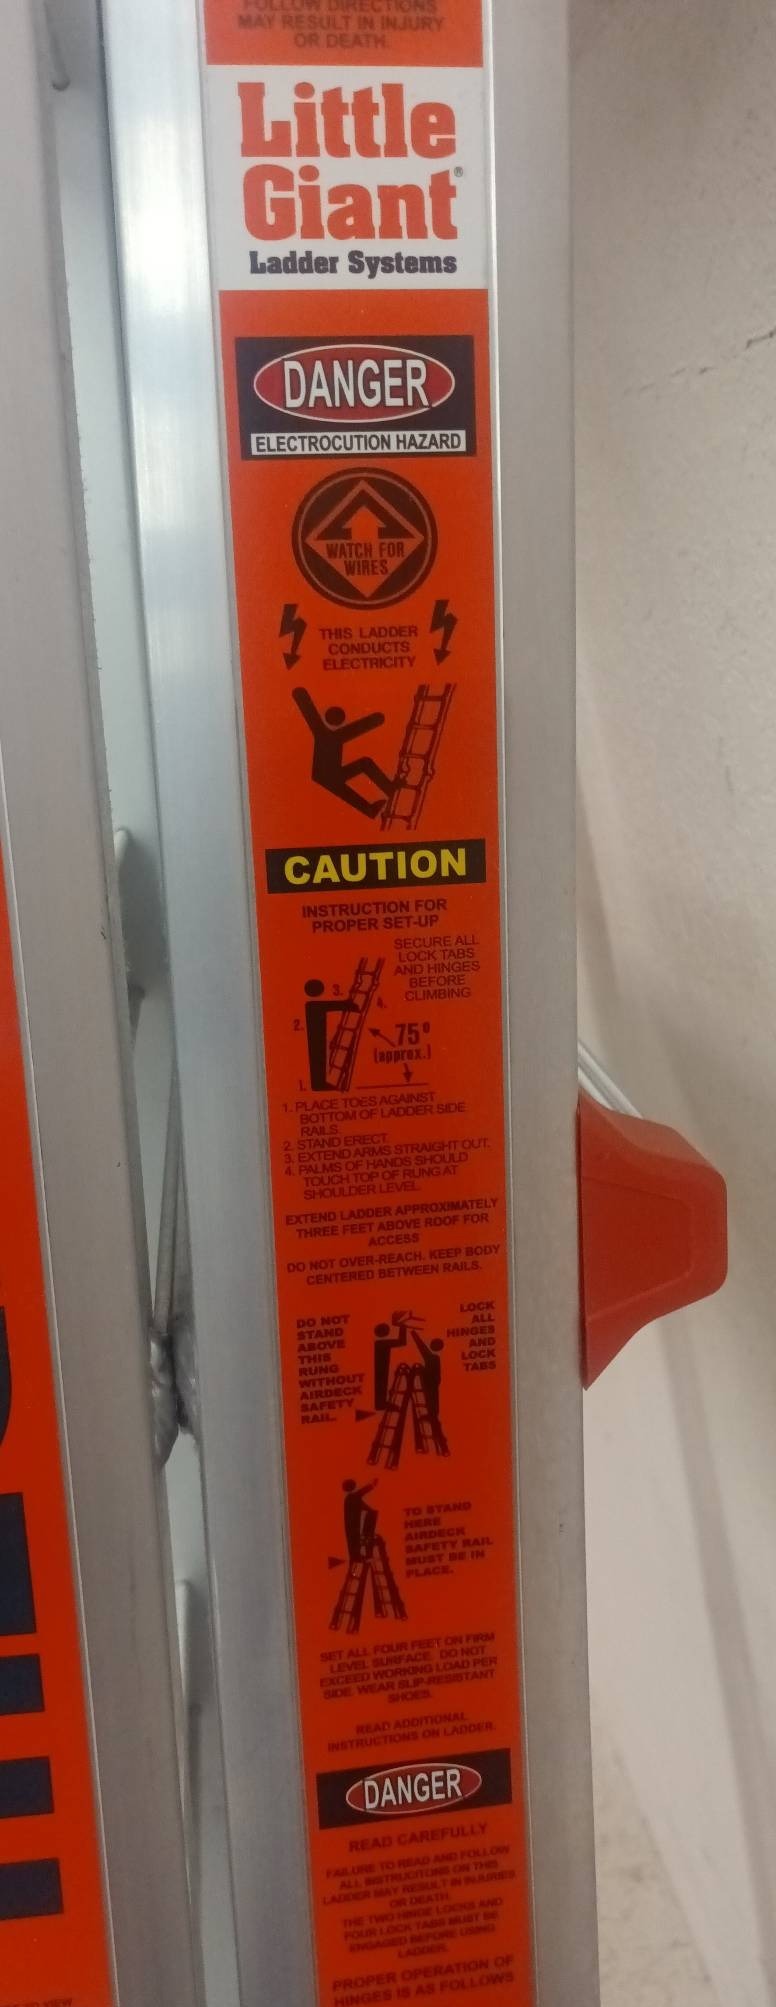 FOLLOW DIRECTIONS
MAY RESULT IN INJURY
OR DEATH.
Little
Giant®
Ladder Systems
DANGER
ELECTROCUTION HAZARD
WATCH FOR
WIRES
THIS LADDER
CONDUCTS
ELECTRICITY
CAUTION
INSTRUCTION FOR
PROPER SET-UP
SECURE ALL
LOCK TABS
AND HINGES
BEFORE
CLIMBING
3.
4.
2.
75°
(approx.)
1.
1. PLACE TOES AGAINST
BOTTOM OF LADDER SIDE
RAILS.
2. STAND ERECT.
3. EXTEND ARMS STRAIGHT OUT.
4. PALMS OF HANDS SHOULD
TOUCH TOP OF RUNG AT
SHOULDER LEVEL.
EXTEND LADDER APPROXIMATELY
THREE FEET ABOVE ROOF FOR
ACCESS
DO NOT OVER-REACH. KEEP BODY
CENTERED BETWEEN RAILS.
DO NOT
STAND
ABOVE
THIS
RUNG
WITHOUT
AIRDECK
SAFETY
RAIL.
LOCK
ALL
HINGES
AND
LOCK
TABS
TO STAND
HERE
AIRDECK
SAFETY RAIL
MUST BE IN
PLACE.
SET ALL FOUR FEET ON FIRM
LEVEL SURFACE. DO NOT
EXCEED WORKING LOAD PER
SIDE. WEAR SLIP-RESISTANT
SHOES.
READ ADDITIONAL
INSTRUCTIONS ON LADDER.
DANGER
READ CAREFULLY
FAILURE TO READ AND FOLLOW
ALL INSTRUCITONS ON THIS
LADDER MAY RESULT IN INJURIES
OR DEATH.
THE TWO HINGE LOCKS AND
FOUR LOCK TABS MUST BE
ENGAGED BEFORE USING
LADDER.
PROPER OPERATION OF
HINGES IS AS FOLLOWS
VIEW